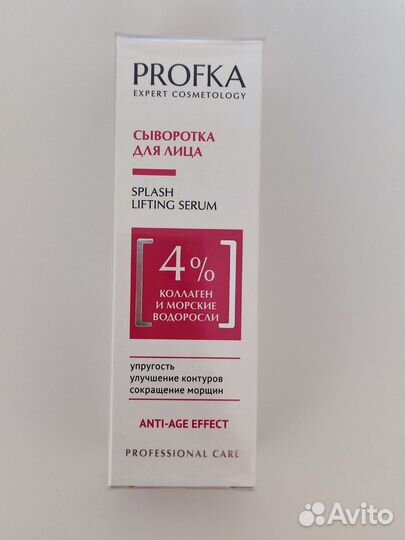 PROFKA
EXPERT COSMETOLOGY
СЫВОРОТКА
ДЛЯ ЛИЦА
SPLASH
LIFTING SERUM
4%
КОЛЛАГЕН
И МОРСКИЕ
ВОДОРОСЛИ
упругость
улучшение контуров
сокращение морщин
ANTI-AGE EFFECT
PROFESSIONAL CARE
Avito